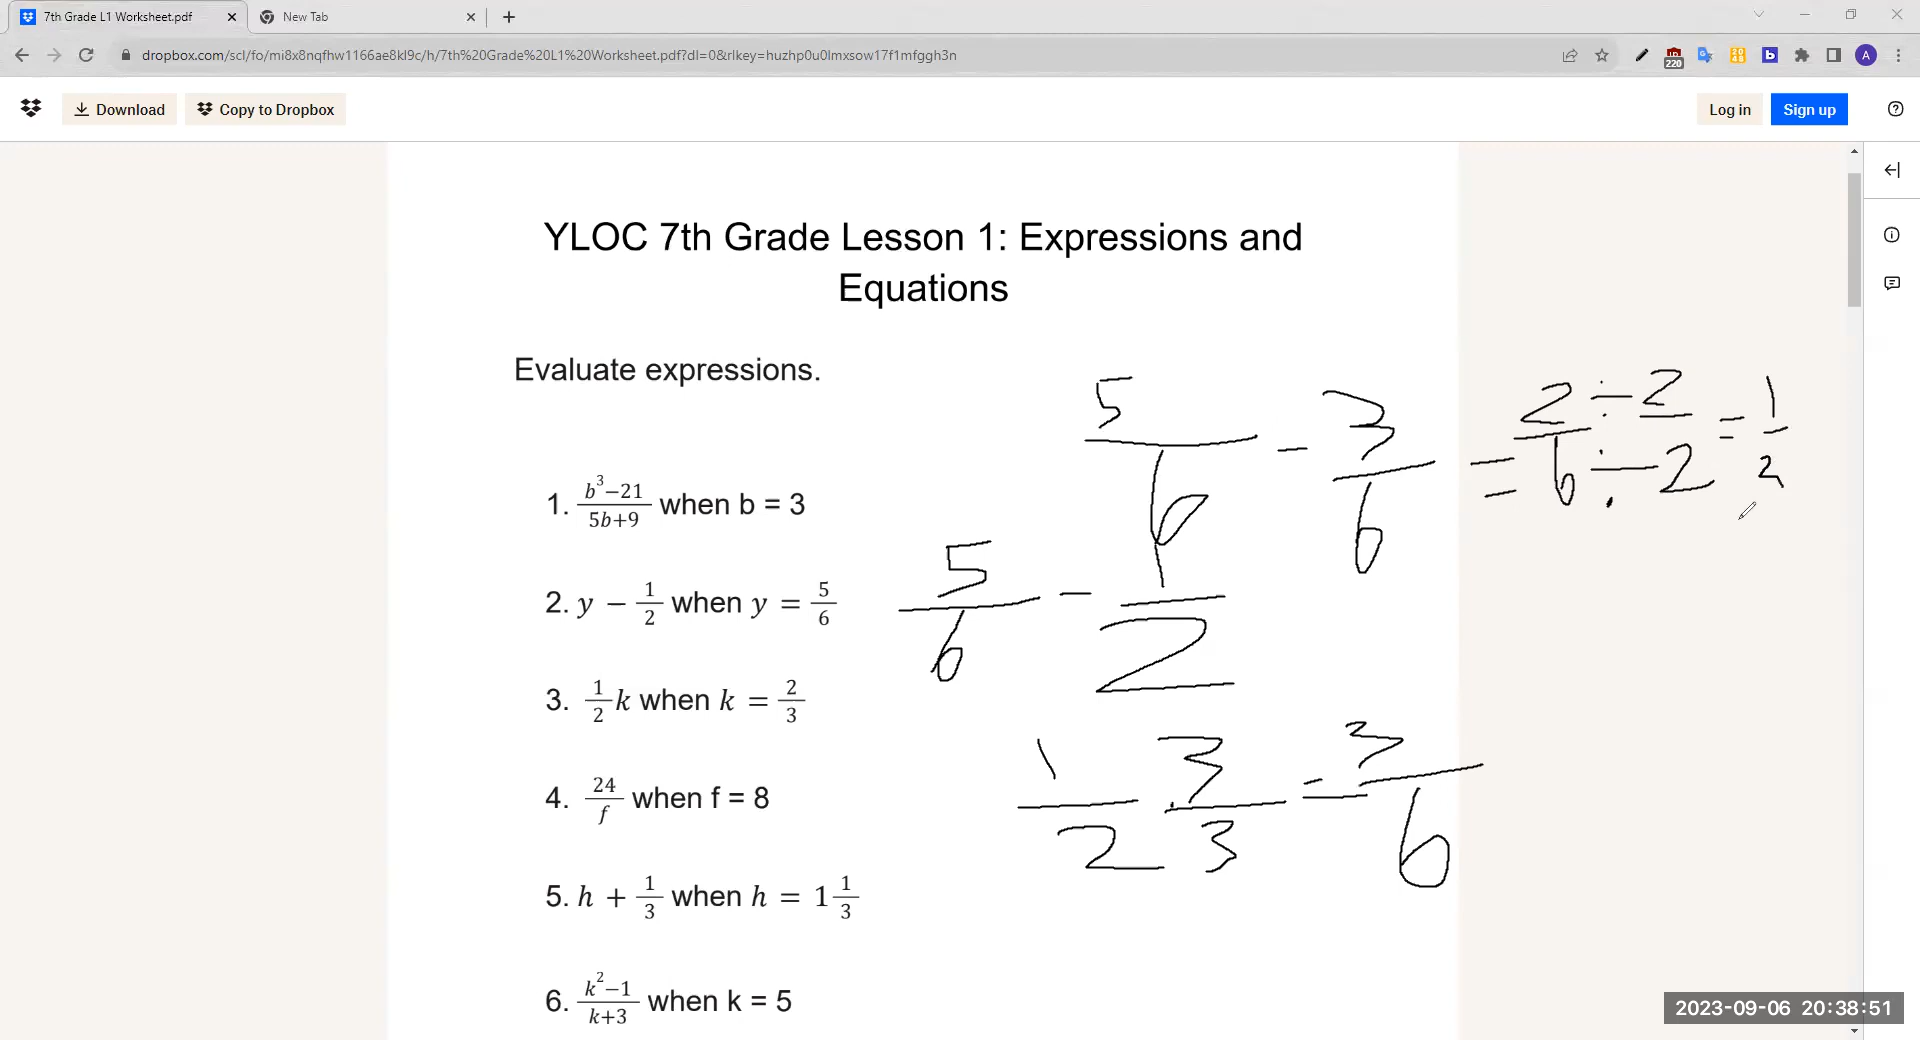 7th Grade L1 Worksheet.pdf
New Tab
dropbox.com/scl/fo/mi8x8nqfhw1166ae8kl9c/h/7th%20Grade%20L1%20Worksheet.pdf?dl=0&rlkey=huzhp0u0lmxsow17f1mfggh3n
220
A
Download
Copy to Dropbox
Log in
Sign up
YLOC 7th Grade Lesson 1: Expressions and
Equations
Evaluate expressions.
5/6 − 3/6 = 2÷2/6÷2 = 1/2
1. b³−21/5b+9 when b = 3
2. y − 1/2 when y = 5/6
5/6 − 1/2
3. 1/2 k when k = 2/3
1/2 · 3/3 = 3/6
4. 24/f when f = 8
5. h + 1/3 when h = 1 1/3
6. k²−1/k+3 when k = 5
2023-09-06 20:38:51